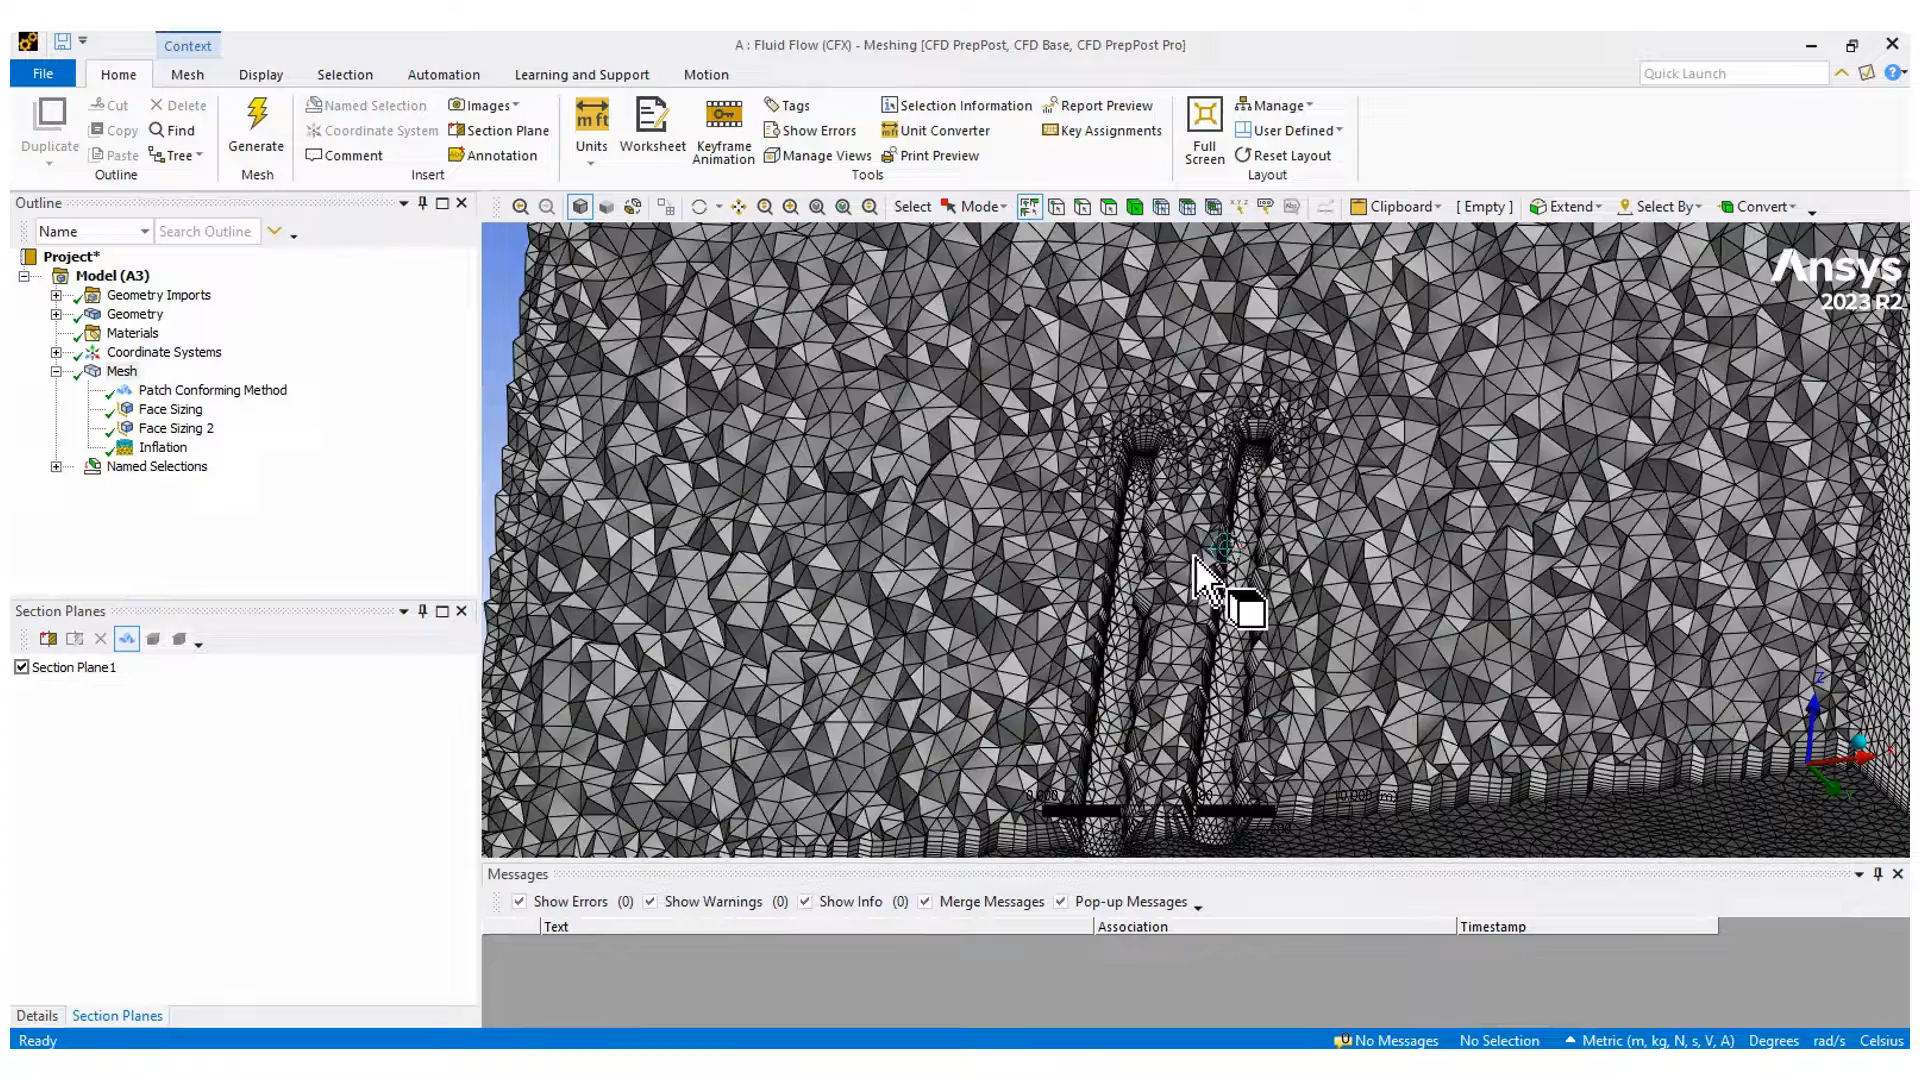 Context
A : Fluid Flow (CFX) - Meshing [CFD PrepPost, CFD Base, CFD PrepPost Pro]
File Home Mesh Display Selection Automation Learning and Support Motion
Quick Launch
Duplicate
Cut Delete
Copy Find
Paste Tree
Outline
Generate
Mesh
Named Selection Images
Coordinate System Section Plane
Comment Annotation
Insert
Units Worksheet Keyframe Animation
Tags Selection Information Report Preview
Show Errors Unit Converter Key Assignments
Manage Views Print Preview
Tools
Full Screen
Manage
User Defined
Reset Layout
Layout
Outline
Name Search Outline
Select Mode Clipboard [ Empty ] Extend Select By Convert
Project*
Model (A3)
Geometry Imports
Geometry
Materials
Coordinate Systems
Mesh
Patch Conforming Method
Face Sizing
Face Sizing 2
Inflation
Named Selections
Ansys
2023 R2
Z
X
Y
0.000
10.000 (m)
Section Planes
Section Plane1
Details Section Planes
Messages
Show Errors (0) Show Warnings (0) Show Info (0) Merge Messages Pop-up Messages
Text Association Timestamp
Ready
No Messages No Selection Metric (m, kg, N, s, V, A) Degrees rad/s Celsius